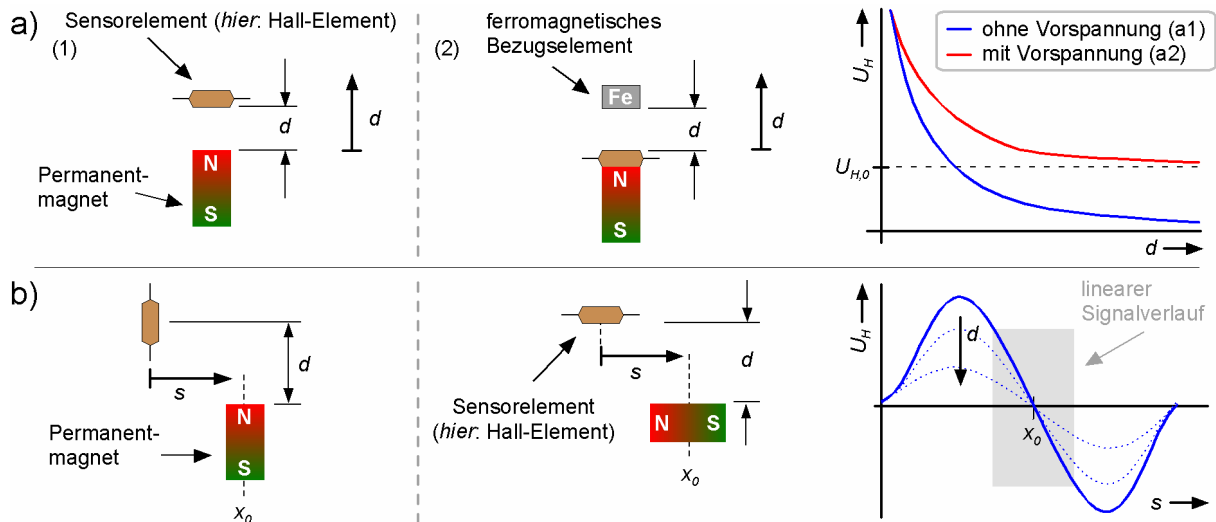 a)
Sensorelement (hier: Hall-Element)
(1)
d
d
N
S
Permanent-
magnet
(2)
ferromagnetisches
Bezugselement
Fe
d
d
N
S
U_H
ohne Vorspannung (a1)
mit Vorspannung (a2)
U_H,0
d
b)
d
s
N
S
Permanent-
magnet
x_0
s
d
Sensorelement
(hier: Hall-Element)
N S
x_0
U_H
d
linearer
Signalverlauf
x_0
s